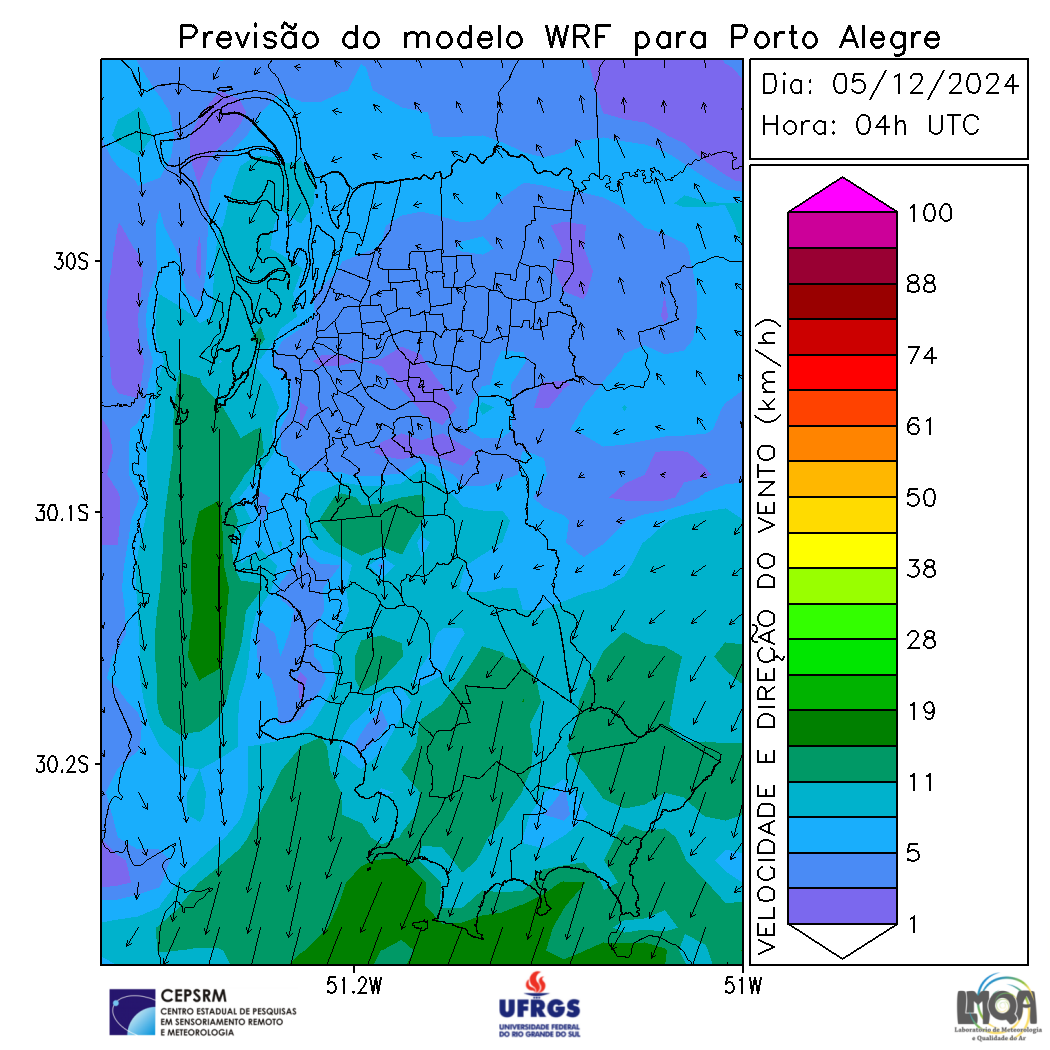 Previsão do modelo WRF para Porto Alegre
Dia: 05/12/2024
Hora: 04h UTC
30S
30.1S
30.2S
51.2W
51W
VELOCIDADE E DIREÇÃO DO VENTO (km/h)
100
88
74
61
50
38
28
19
11
5
1
CEPSRM
CENTRO ESTADUAL DE PESQUISAS
EM SENSORIAMENTO REMOTO
E METEOROLOGIA
UFRGS
UNIVERSIDADE FEDERAL
DO RIO GRANDE DO SUL
LMQA
Laboratório de Meteorologia
e Qualidade do Ar